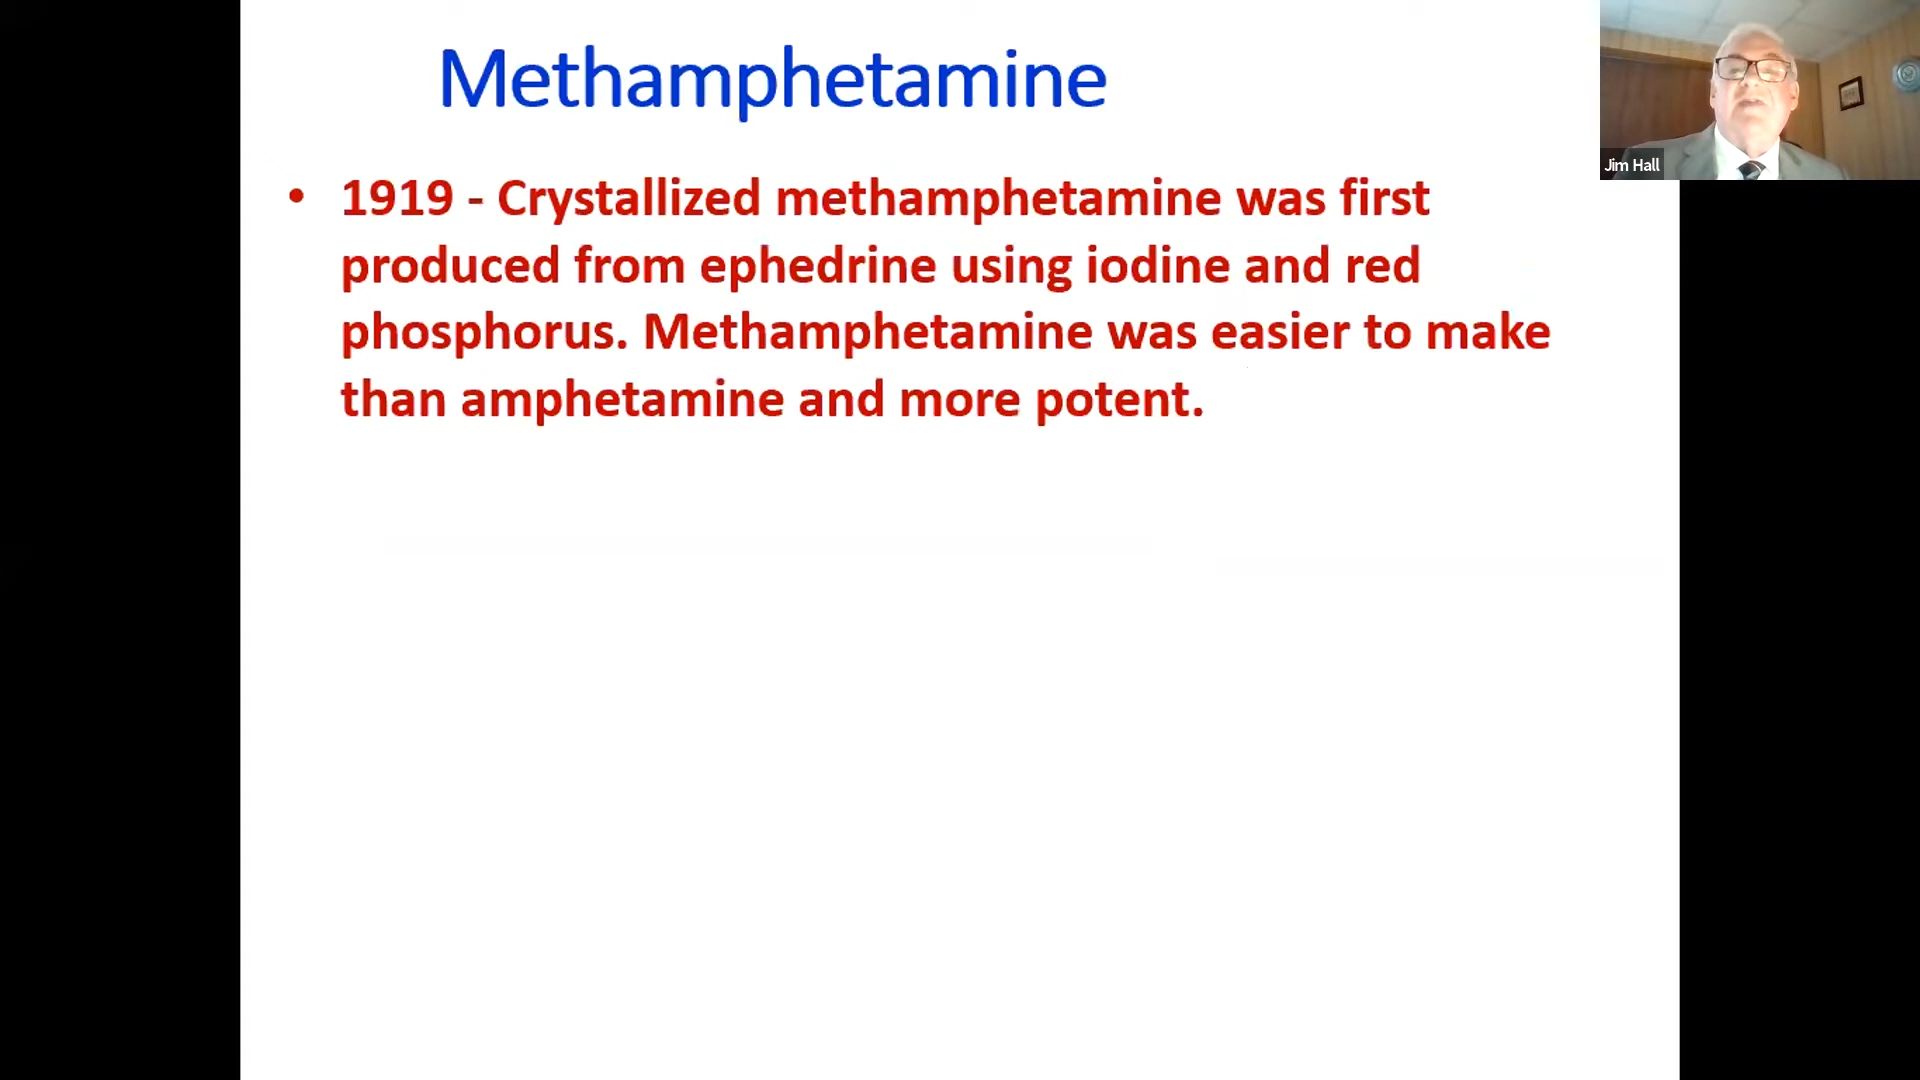 Methamphetamine
• 1919 - Crystallized methamphetamine was first
produced from ephedrine using iodine and red
phosphorus. Methamphetamine was easier to make
than amphetamine and more potent.
Jim Hall